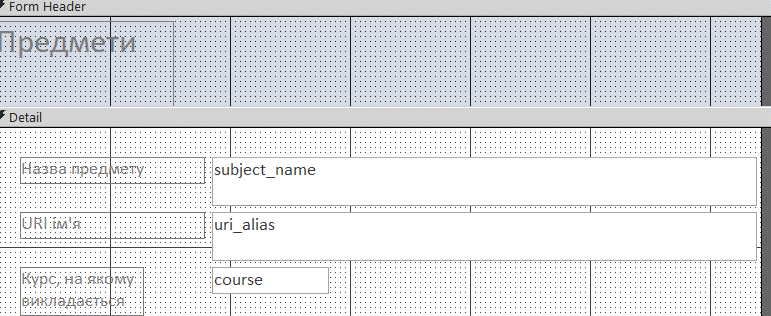 Form Header
Предмети
Detail
Назва предмету
subject_name
URI ім'я
uri_alias
Курс, на якому
викладається
course